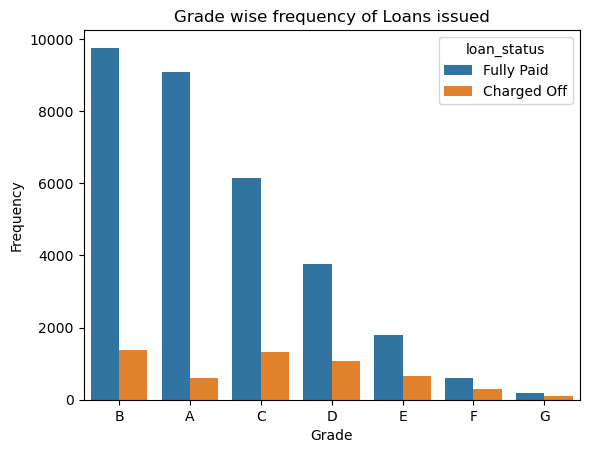 Grade wise frequency of Loans issued
loan_status
Fully Paid
Charged Off
Frequency
10000
8000
6000
4000
2000
0
B A C D E F G
Grade